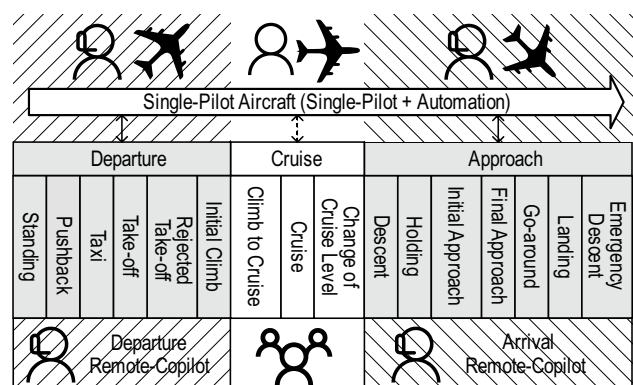 Single-Pilot Aircraft (Single-Pilot + Automation)
Departure
Cruise
Approach
Standing
Pushback
Taxi
Take-off
Rejected
Take-off
Initial Climb
Climb to Cruise
Cruise
Change of
Cruise Level
Descent
Holding
Initial Approach
Final Approach
Go-around
Landing
Emergency
Descent
Departure
Remote-Copilot
Arrival
Remote-Copilot